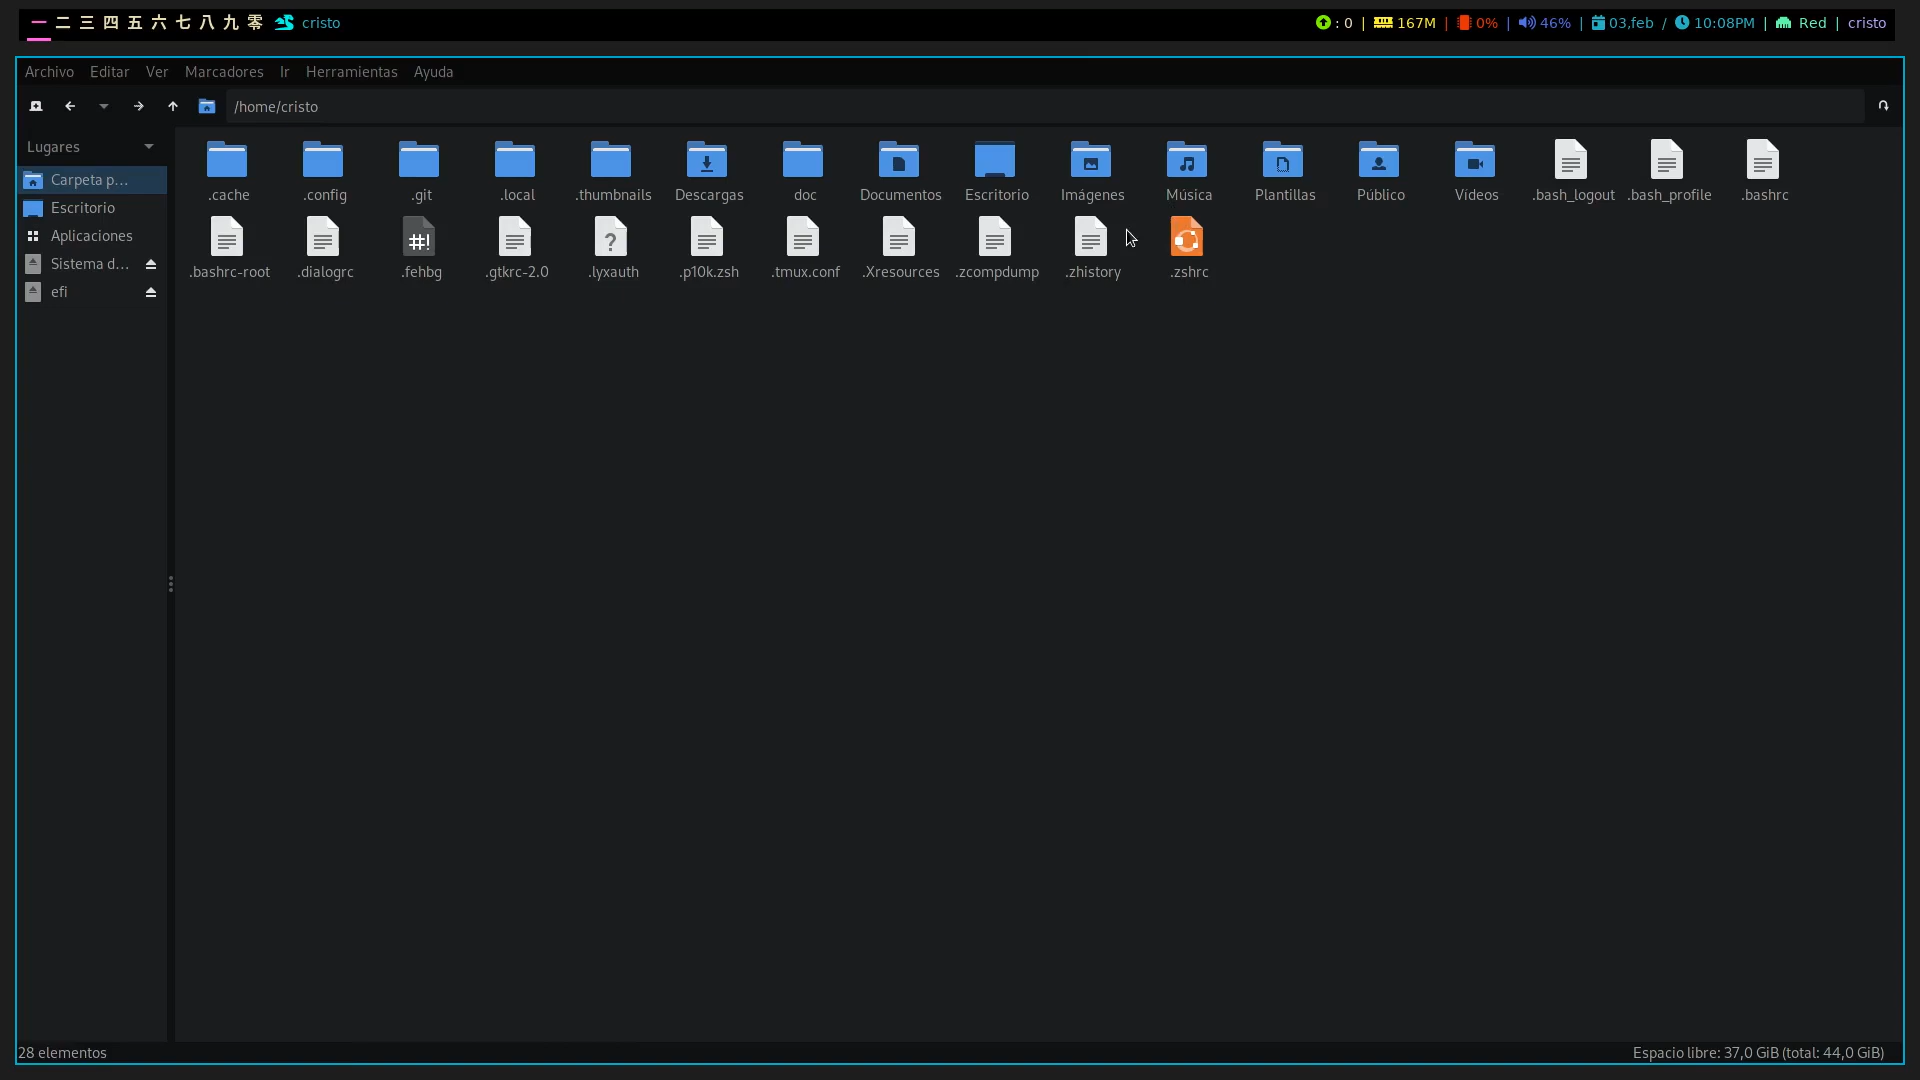 一 二 三 四 五 六 七 八 九 零 cristo : 0 | 167M | 0% | 46% | 03,feb / 10:08PM | Red | cristo
Archivo Editar Ver Marcadores Ir Herramientas Ayuda
/home/cristo
Lugares
Carpeta p...
Escritorio
Aplicaciones
Sistema d...
efi
.cache .config .git .local .thumbnails Descargas doc Documentos Escritorio Imágenes Música Plantillas Público Vídeos .bash_logout .bash_profile .bashrc
#! ?
.bashrc-root .dialogrc .fehbg .gtkrc-2.0 .lyxauth .p10k.zsh .tmux.conf .Xresources .zcompdump .zhistory .zshrc
28 elementos Espacio libre: 37,0 GiB (total: 44,0 GiB)